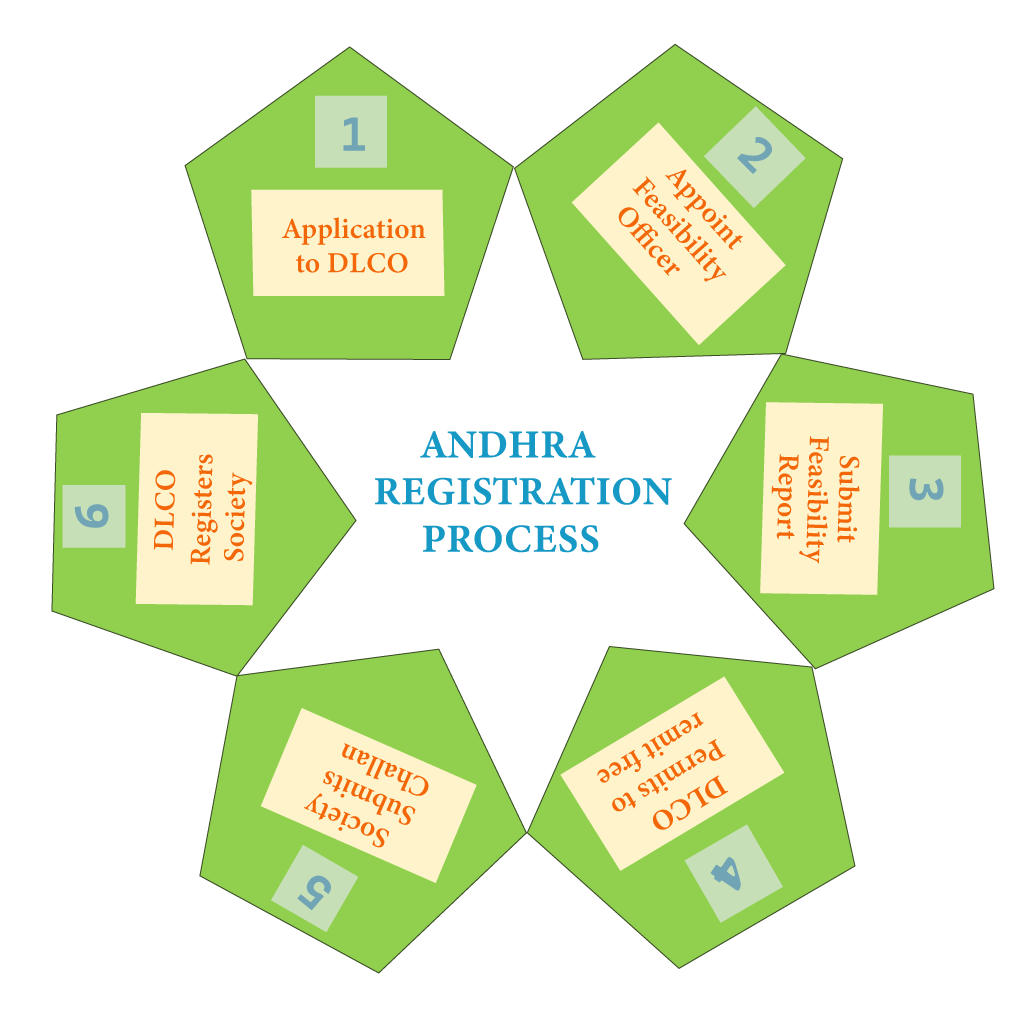 ANDHRA
REGISTRATION
PROCESS
1
Application
to DLCO
2
Appoint
Feasibility
Officer
3
Submit
Feasibility
Report
4
DLCO
Permits to
remit free
5
Society
Submits
Challan
6
DLCO
Registers
Society